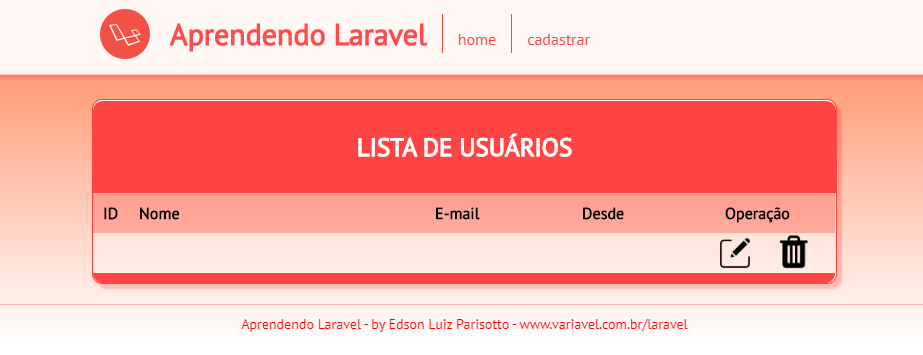 Aprendendo Laravel
home
cadastrar
LISTA DE USUÁRIOS
ID Nome E-mail Desde Operação
Aprendendo Laravel - by Edson Luiz Parisotto - www.variavel.com.br/laravel